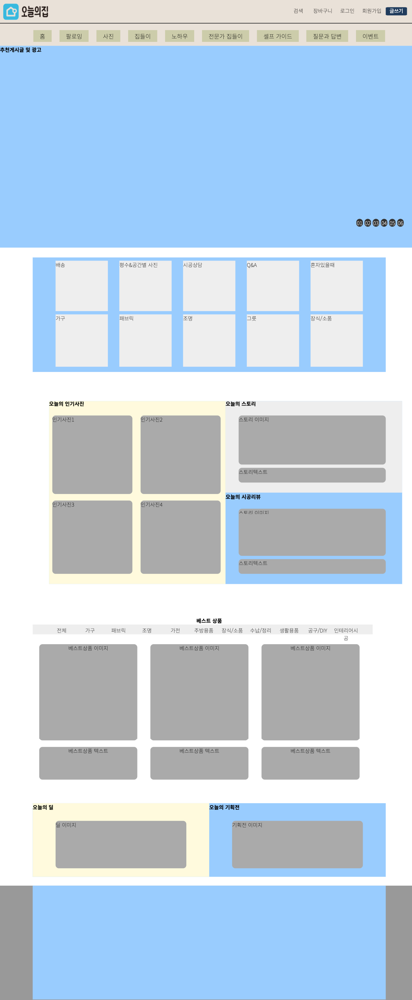 오늘의집
검색 장바구니 로그인 회원가입 글쓰기
홈 팔로잉 사진 집들이 노하우 전문가 집들이 셀프 가이드 질문과 답변 이벤트
추천게시글 및 광고
01 02 03 04 05 06
배송 평수&공간별 사진 시공상담 Q&A 혼자있을때
가구 패브릭 조명 그릇 장식/소품
오늘의 인기사진
인기사진1 인기사진2
인기사진3 인기사진4
오늘의 스토리
스토리 이미지
스토리텍스트
오늘의 시공리뷰
스토리 이미지
스토리텍스트
베스트 상품
전체 가구 패브릭 조명 가전 주방용품 장식/소품 수납/정리 생활용품 공구/DIY 인테리어시
공
베스트상품 이미지 베스트상품 이미지 베스트상품 이미지
베스트상품 텍스트 베스트상품 텍스트 베스트상품 텍스트
오늘의 딜
딜 이미지
오늘의 기획전
기획전 이미지